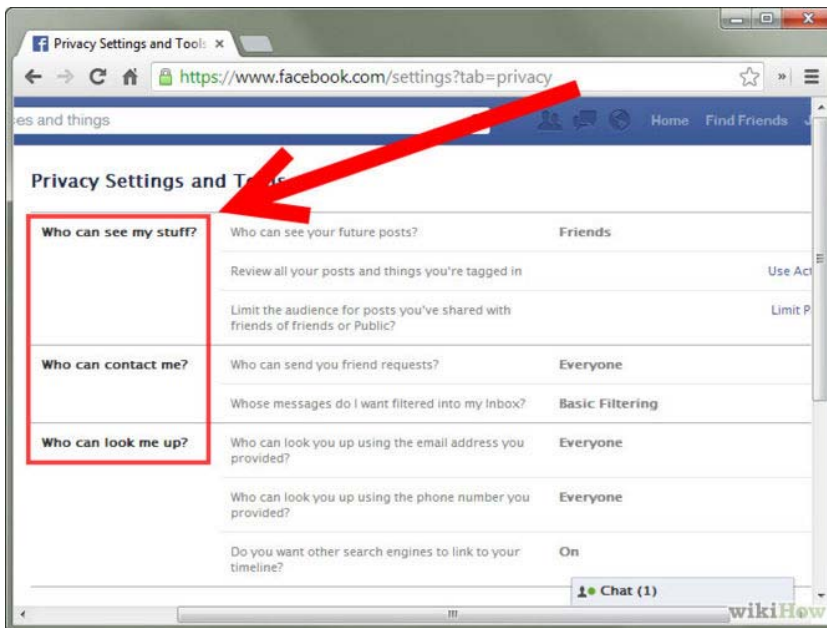 Privacy Settings and Tools ×
https://www.facebook.com/settings?tab=privacy
es and things
Home Find Friends
Privacy Settings and Tools
Who can see my stuff? Who can see your future posts? Friends
Review all your posts and things you're tagged in Use Act
Limit the audience for posts you've shared with Limit P
friends of friends or Public?
Who can contact me? Who can send you friend requests? Everyone
Whose messages do I want filtered into my Inbox? Basic Filtering
Who can look me up? Who can look you up using the email address you Everyone
provided?
Who can look you up using the phone number you Everyone
provided?
Do you want other search engines to link to your On
timeline?
Chat (1)
wikiHow